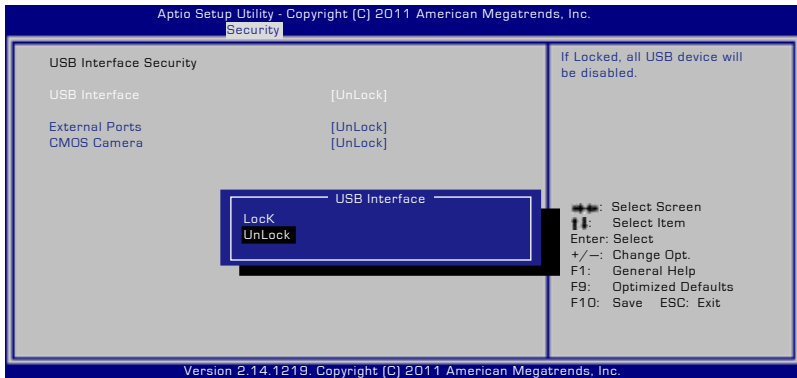 Aptio Setup Utility - Copyright (C) 2011 American Megatrends, Inc.
Security
USB Interface Security
USB Interface [UnLock]
External Ports [UnLock]
CMOS Camera [UnLock]
If Locked, all USB device will
be disabled.
USB Interface
LocK
UnLock
: Select Screen
: Select Item
Enter: Select
+/—: Change Opt.
F1: General Help
F9: Optimized Defaults
F10: Save ESC: Exit
Version 2.14.1219. Copyright (C) 2011 American Megatrends, Inc.